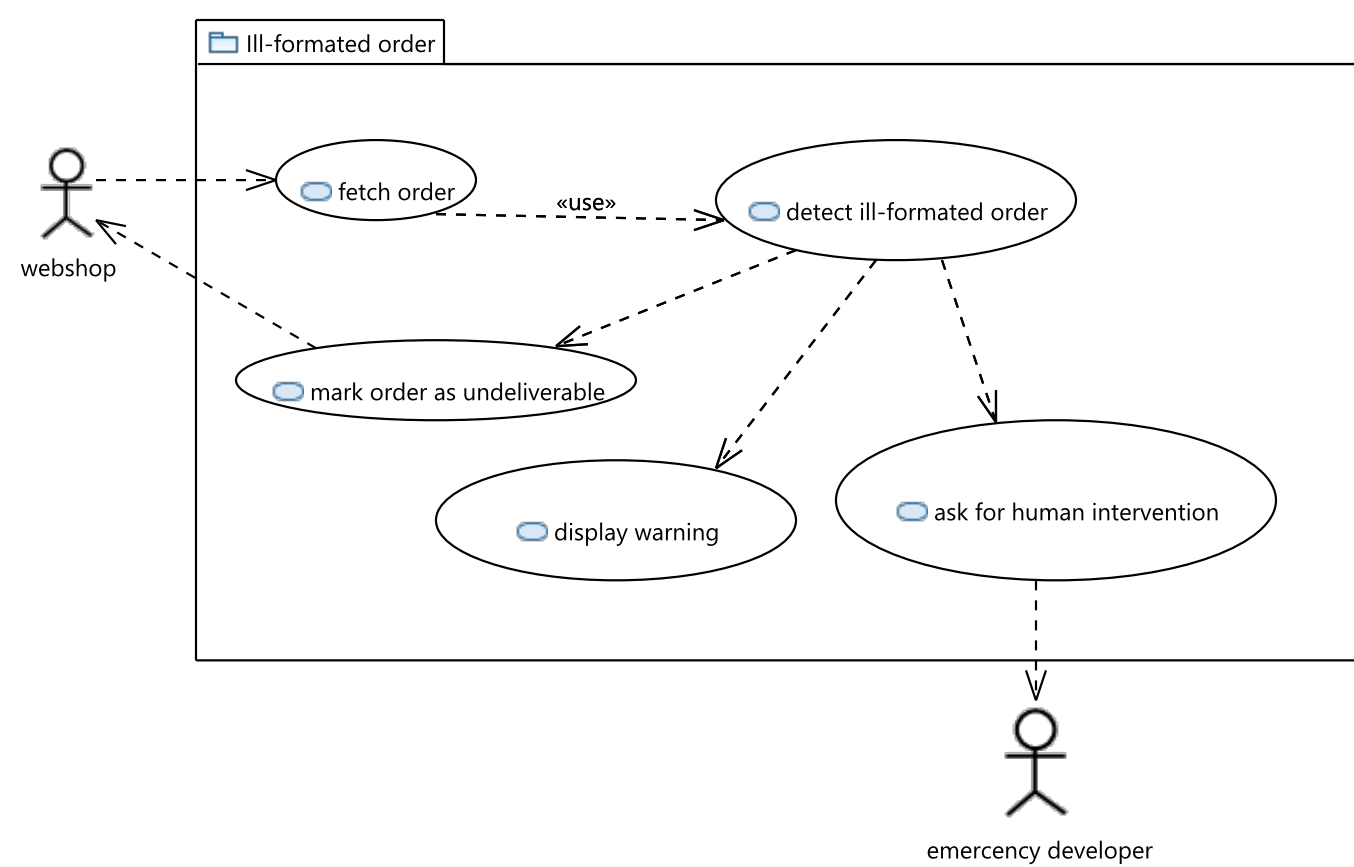 Ill-formated order
fetch order
«use»
detect ill-formated order
webshop
mark order as undeliverable
display warning
ask for human intervention
emercency developer